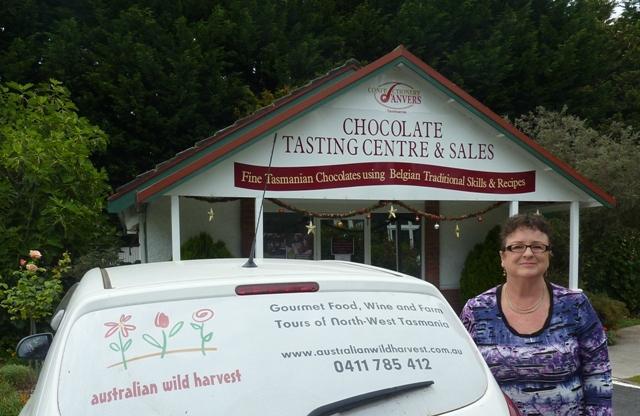 CONFECTIONERY
ANVERS
CHOCOLATE
TASTING CENTRE & SALES
Fine Tasmanian Chocolates using Belgian Traditional Skills & Recipes
Gourmet Food, Wine and Farm
Tours of North-West Tasmania
www.australianwildharvest.com.au
0411 785 412
australian wild harvest